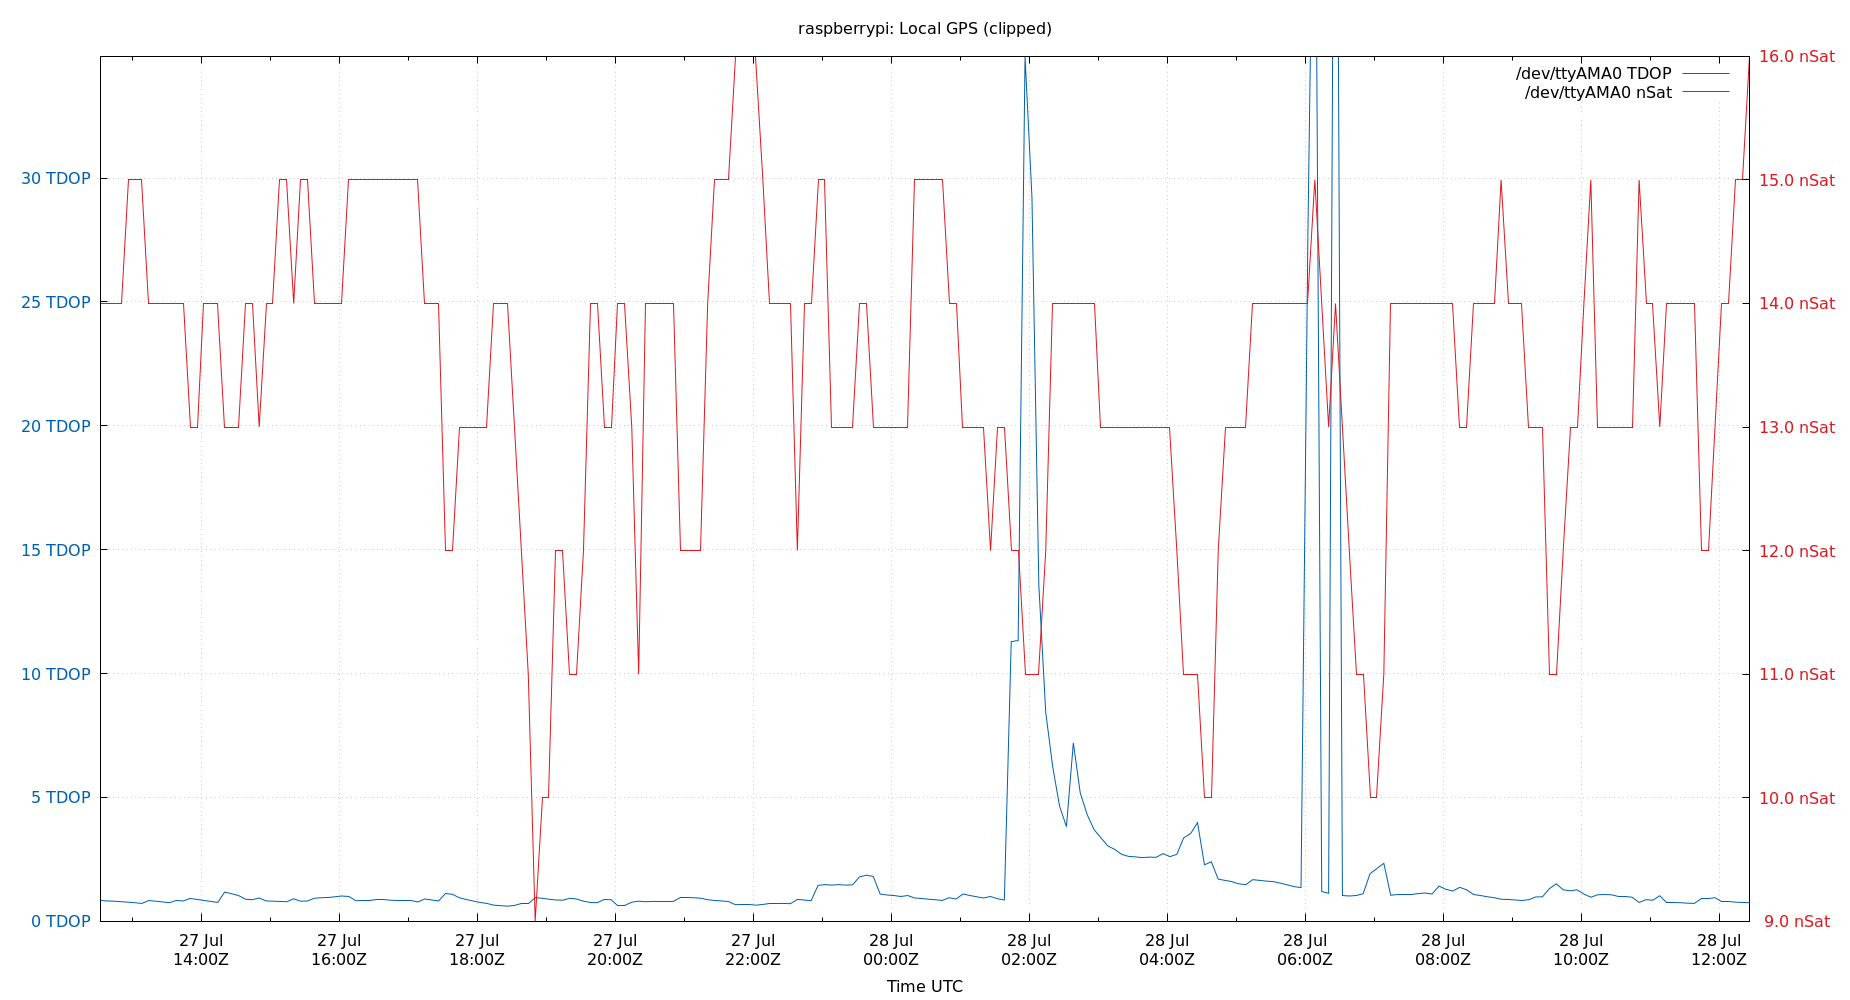 raspberrypi: Local GPS (clipped)
/dev/ttyAMA0 TDOP
/dev/ttyAMA0 nSat
30 TDOP
25 TDOP
20 TDOP
15 TDOP
10 TDOP
5 TDOP
0 TDOP
16.0 nSat
15.0 nSat
14.0 nSat
13.0 nSat
12.0 nSat
11.0 nSat
10.0 nSat
9.0 nSat
27 Jul 27 Jul 27 Jul 27 Jul 27 Jul 28 Jul 28 Jul 28 Jul 28 Jul 28 Jul 28 Jul 28 Jul
14:00Z 16:00Z 18:00Z 20:00Z 22:00Z 00:00Z 02:00Z 04:00Z 06:00Z 08:00Z 10:00Z 12:00Z
Time UTC